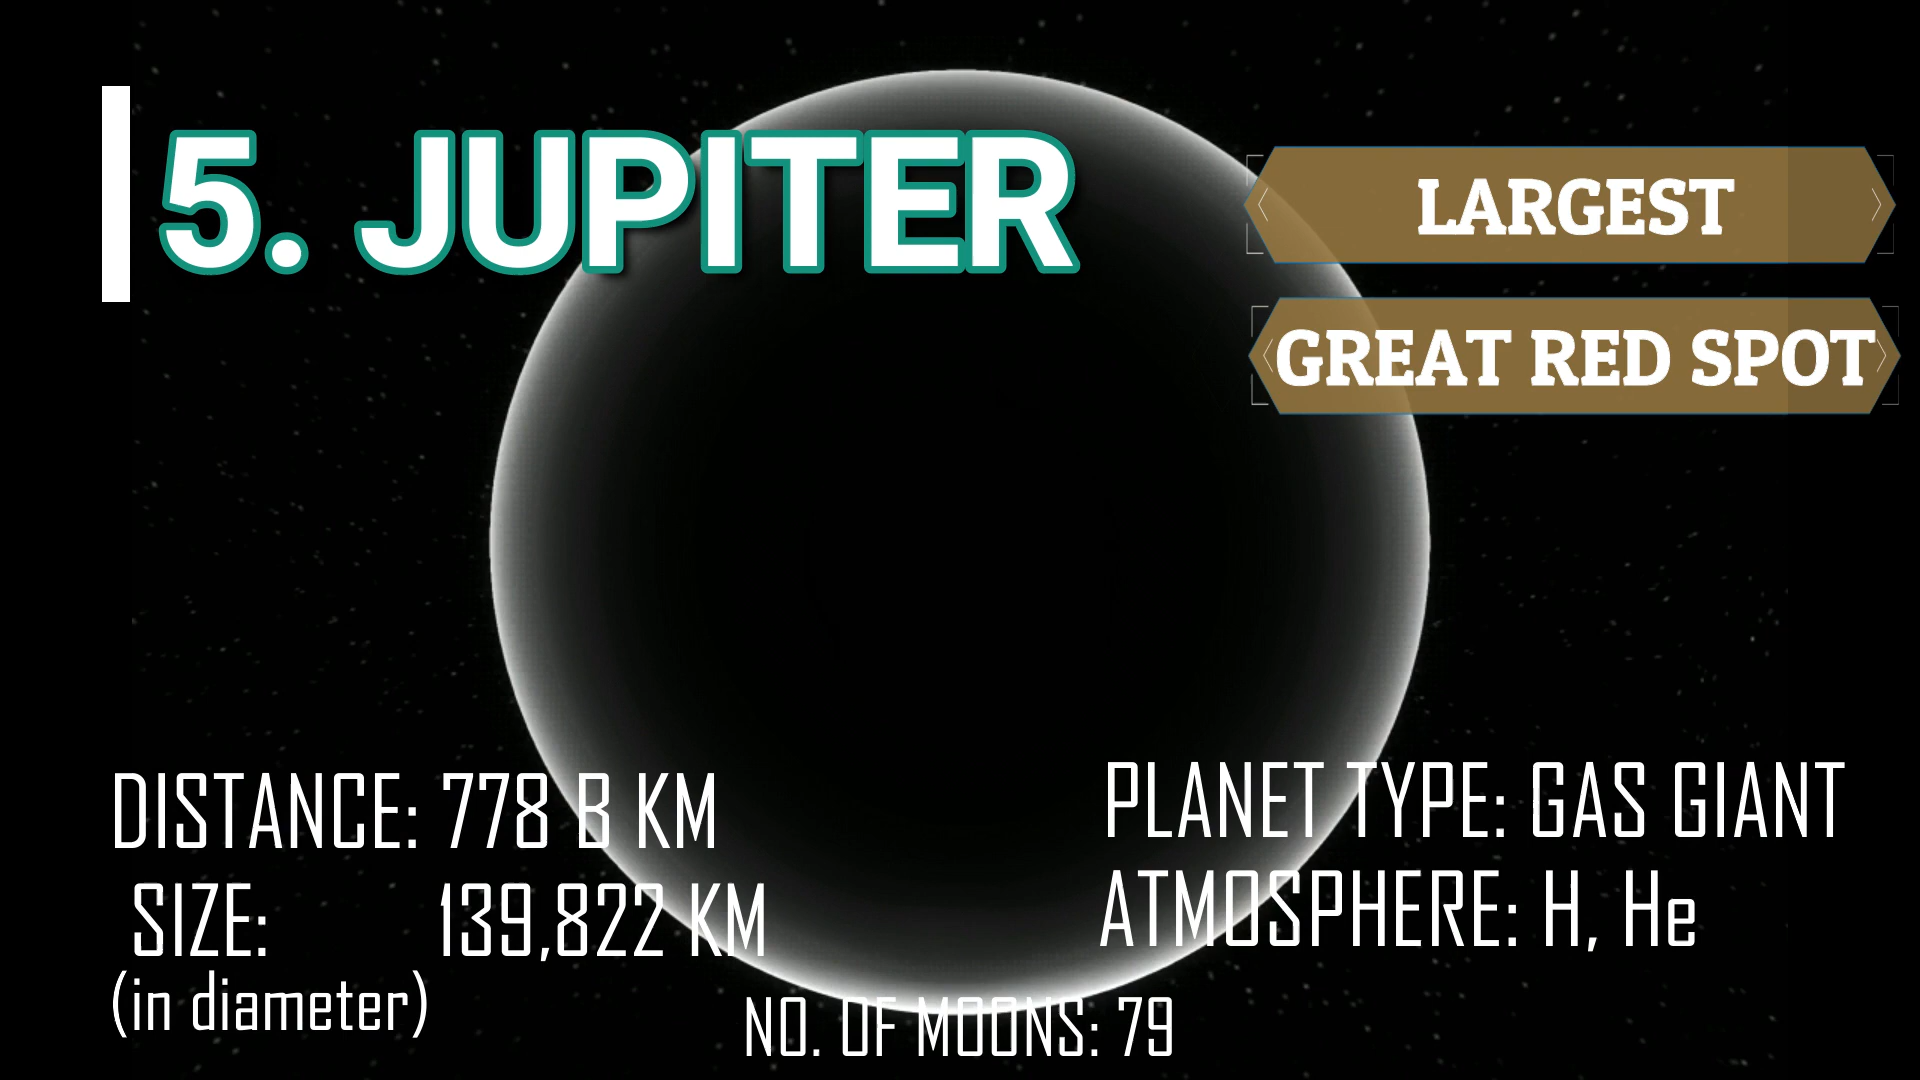 5. JUPITER
LARGEST
GREAT RED SPOT
DISTANCE: 778 B KM
SIZE: 139,822 KM
(in diameter)
PLANET TYPE: GAS GIANT
ATMOSPHERE: H, He
NO. OF MOONS: 79